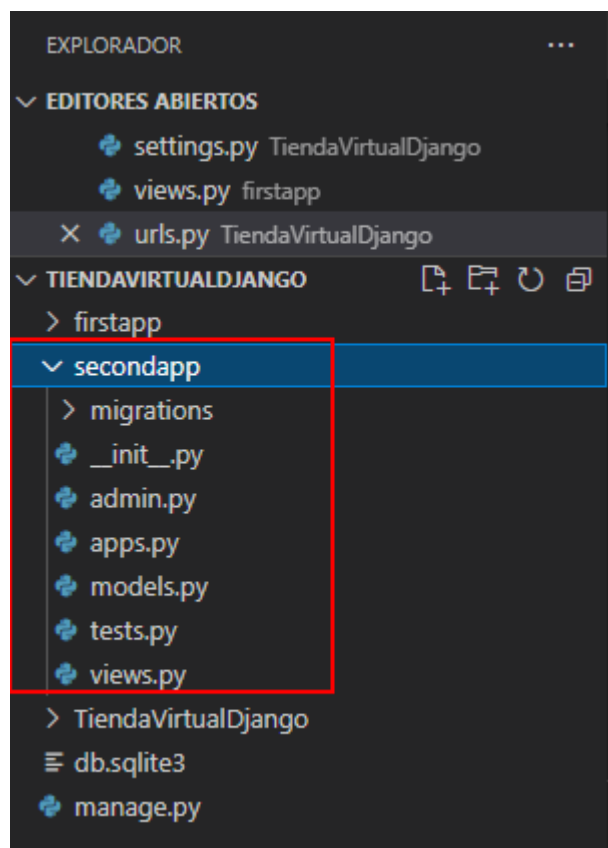 EXPLORADOR
EDITORES ABIERTOS
settings.py TiendaVirtualDjango
views.py firstapp
urls.py TiendaVirtualDjango
TIENDAVIRTUALDJANGO
firstapp
secondapp
migrations
__init__.py
admin.py
apps.py
models.py
tests.py
views.py
TiendaVirtualDjango
db.sqlite3
manage.py